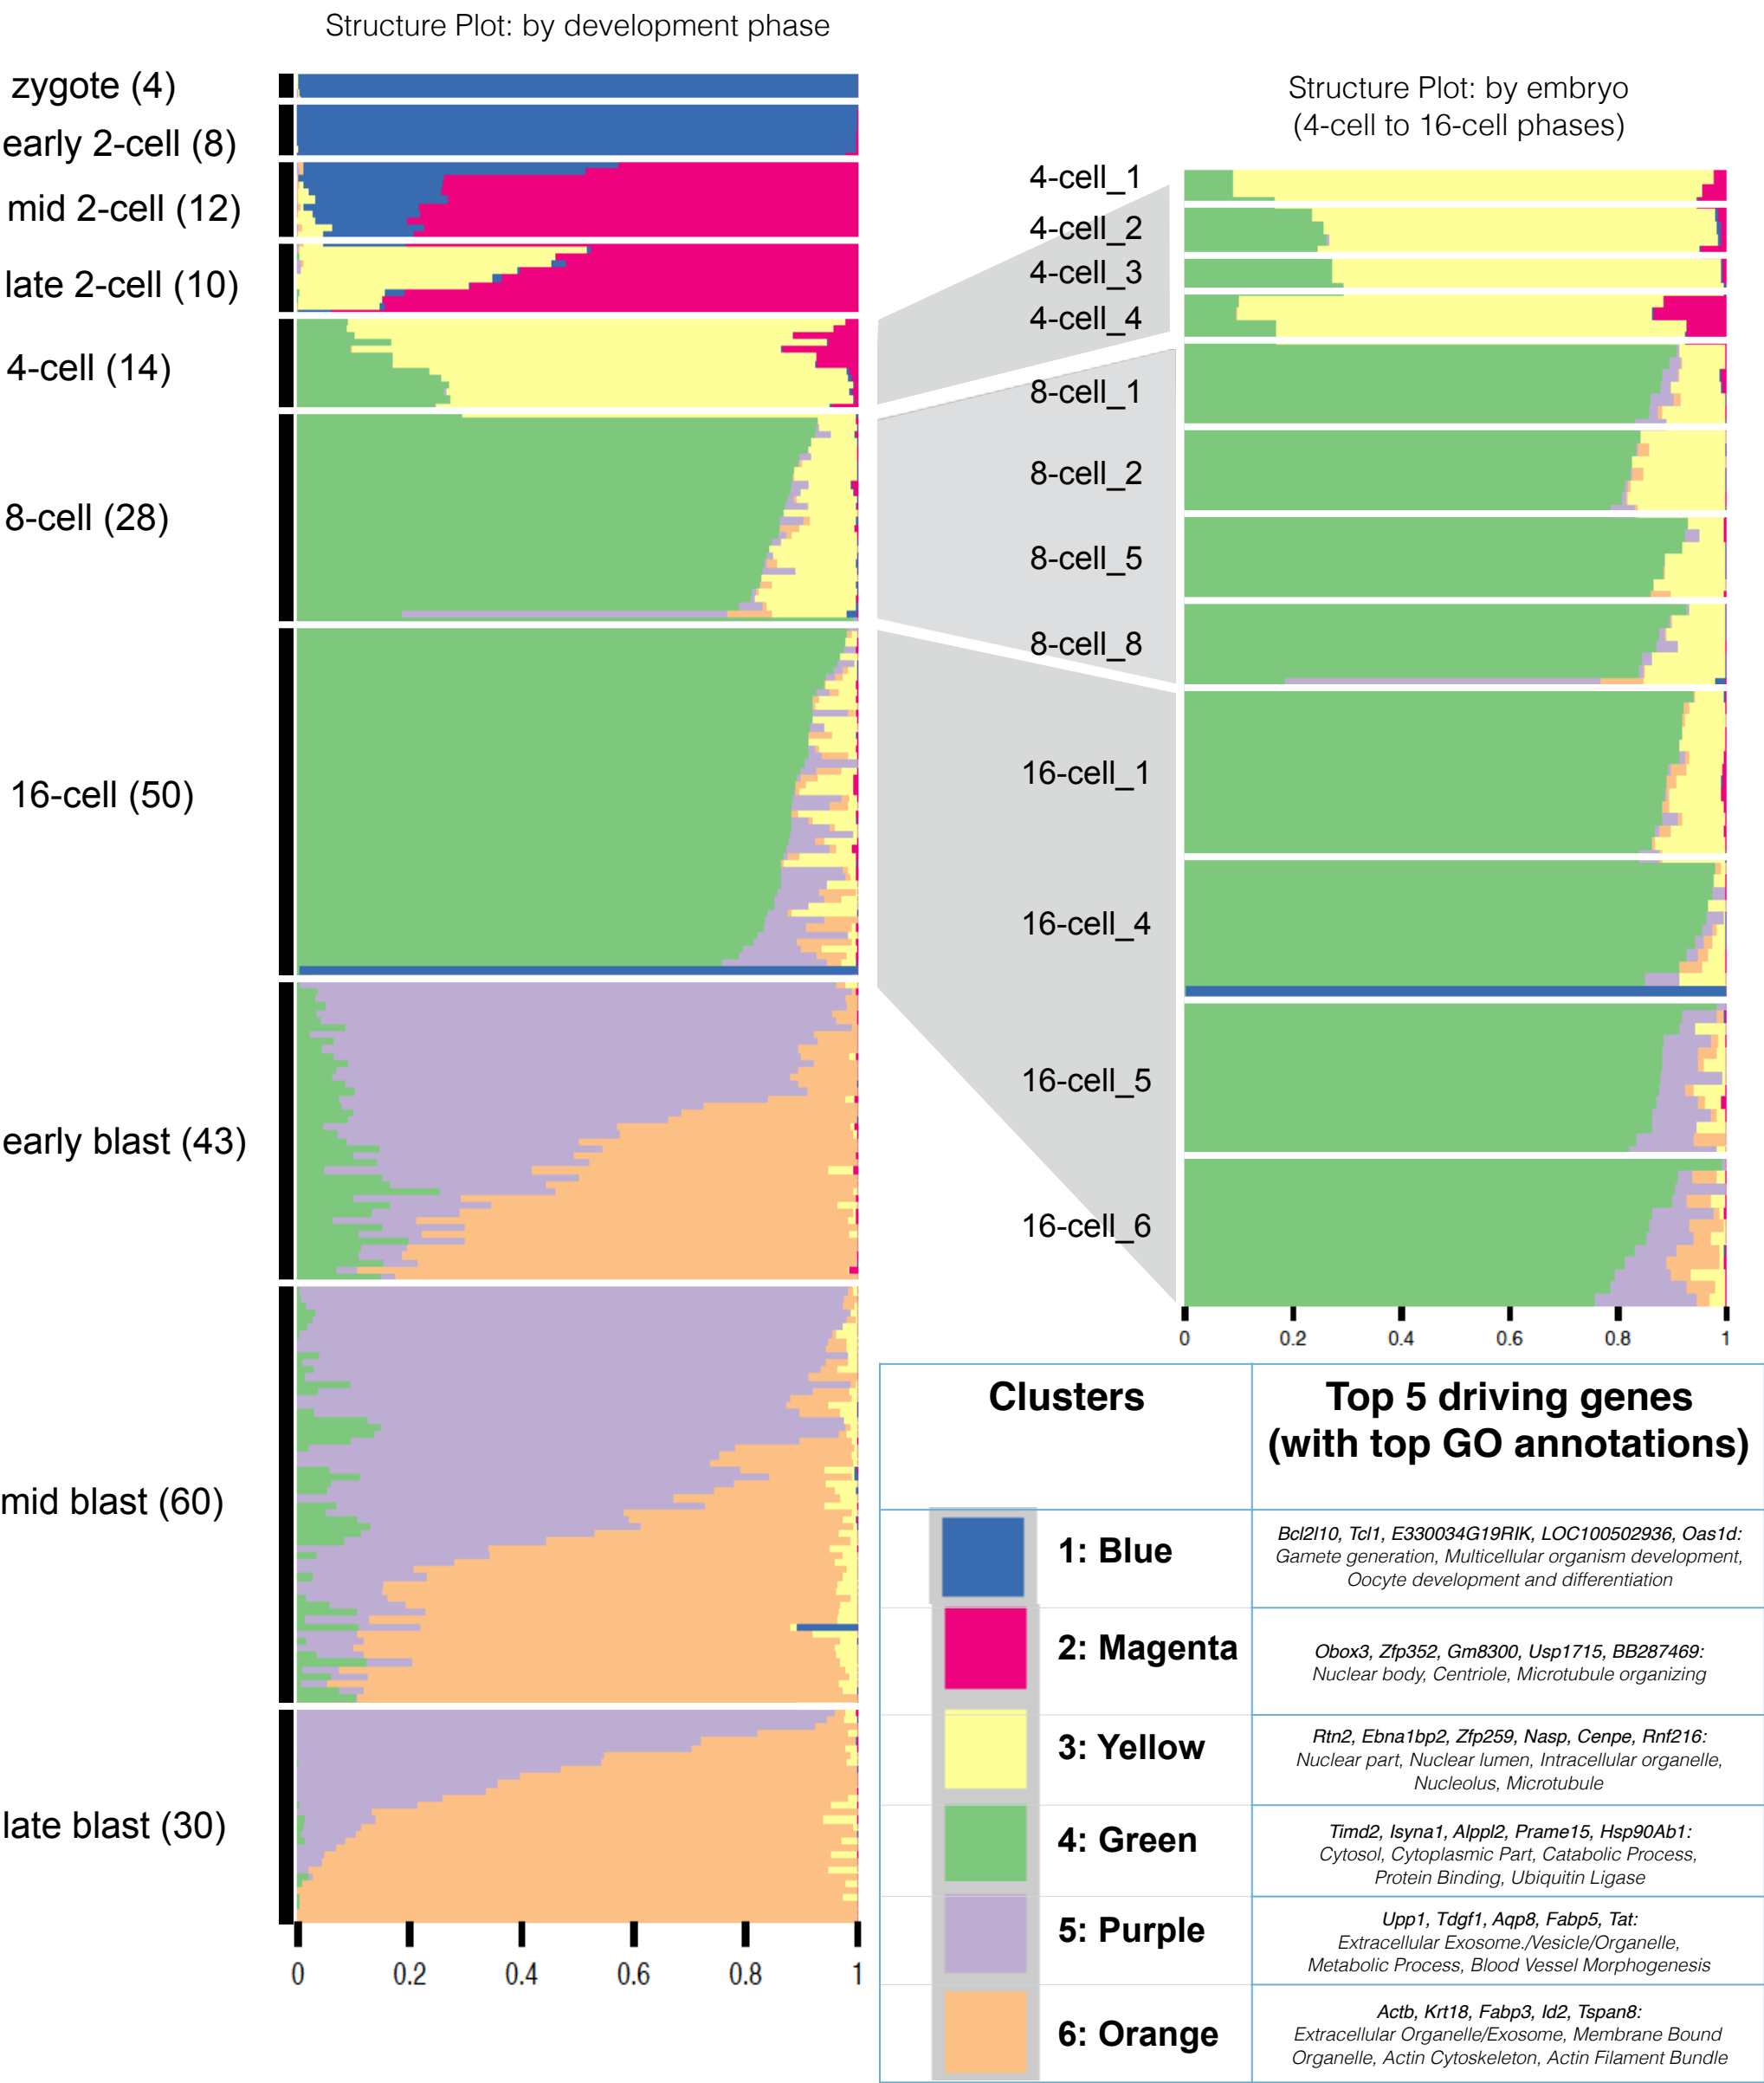 Structure Plot: by development phase
zygote (4)
early 2-cell (8)
mid 2-cell (12)
late 2-cell (10)
4-cell (14)
8-cell (28)
16-cell (50)
early blast (43)
mid blast (60)
late blast (30)
0 0.2 0.4 0.6 0.8 1
Structure Plot: by embryo
(4-cell to 16-cell phases)
4-cell_1
4-cell_2
4-cell_3
4-cell_4
8-cell_1
8-cell_2
8-cell_5
8-cell_8
16-cell_1
16-cell_4
16-cell_5
16-cell_6
0 0.2 0.4 0.6 0.8 1
Clusters
Top 5 driving genes
(with top GO annotations)
1: Blue
Bcl2l10, Tcl1, E330034G19RIK, LOC100502936, Oas1d:
Gamete generation, Multicellular organism development,
Oocyte development and differentiation
2: Magenta
Obox3, Zfp352, Gm8300, Usp1715, BB287469:
Nuclear body, Centriole, Microtubule organizing
3: Yellow
Rtn2, Ebna1bp2, Zfp259, Nasp, Cenpe, Rnf216:
Nuclear part, Nuclear lumen, Intracellular organelle,
Nucleolus, Microtubule
4: Green
Timd2, Isyna1, Alppl2, Prame15, Hsp90Ab1:
Cytosol, Cytoplasmic Part, Catabolic Process,
Protein Binding, Ubiquitin Ligase
5: Purple
Upp1, Tdgf1, Aqp8, Fabp5, Tat:
Extracellular Exosome./Vesicle/Organelle,
Metabolic Process, Blood Vessel Morphogenesis
6: Orange
Actb, Krt18, Fabp3, Id2, Tspan8:
Extracellular Organelle/Exosome, Membrane Bound
Organelle, Actin Cytoskeleton, Actin Filament Bundle